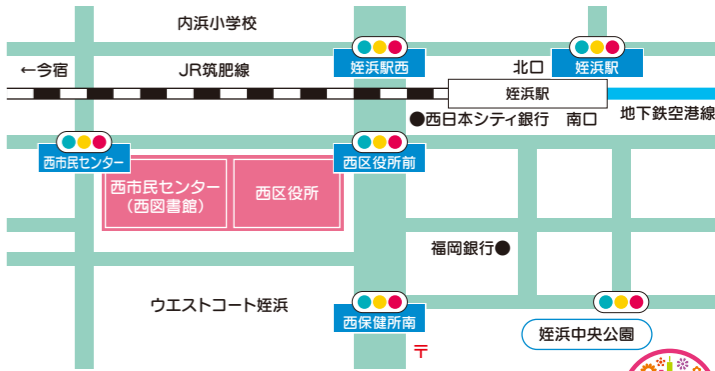 内浜小学校
←今宿
JR筑肥線
姪浜駅西
北口
姪浜駅
姪浜駅
地下鉄空港線
●西日本シティ銀行
南口
西市民センター
西区役所前
西市民センター
(西図書館)
西区役所
福岡銀行●
ウエストコート姪浜
西保健所南
姪浜中央公園
〒